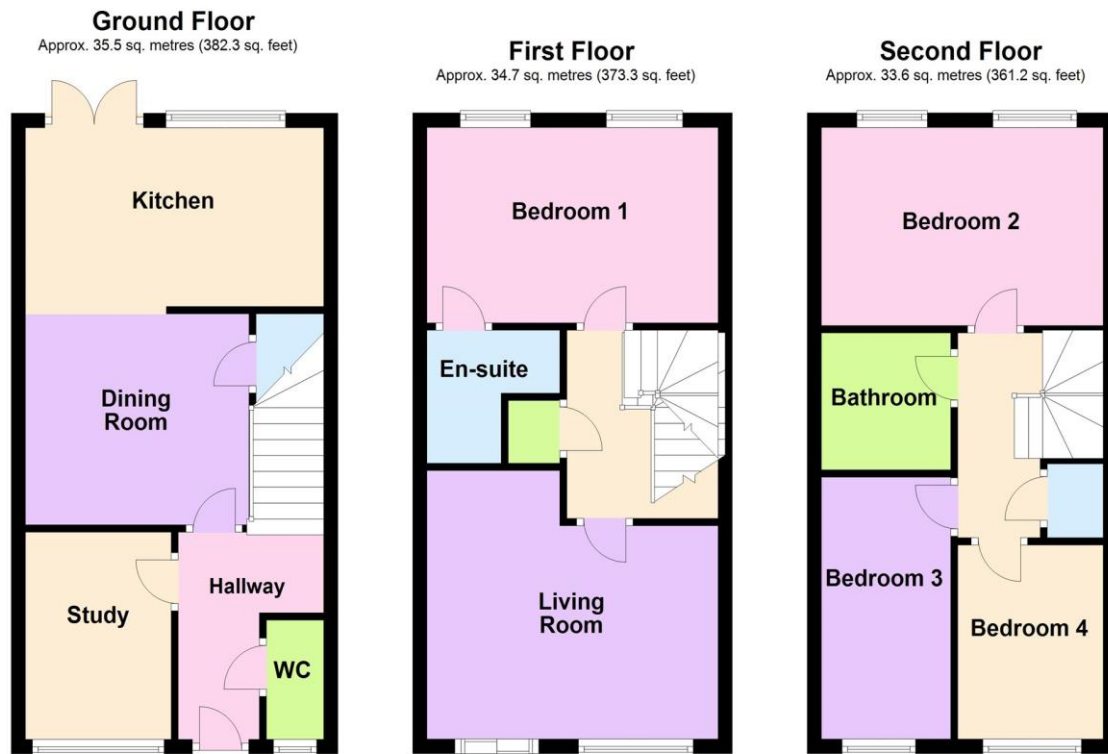 Ground Floor
Approx. 35.5 sq. metres (382.3 sq. feet)
Kitchen
Dining
Room
Hallway
Study
WC
First Floor
Approx. 34.7 sq. metres (373.3 sq. feet)
Bedroom 1
En-suite
Living
Room
Second Floor
Approx. 33.6 sq. metres (361.2 sq. feet)
Bedroom 2
Bathroom
Bedroom 3
Bedroom 4